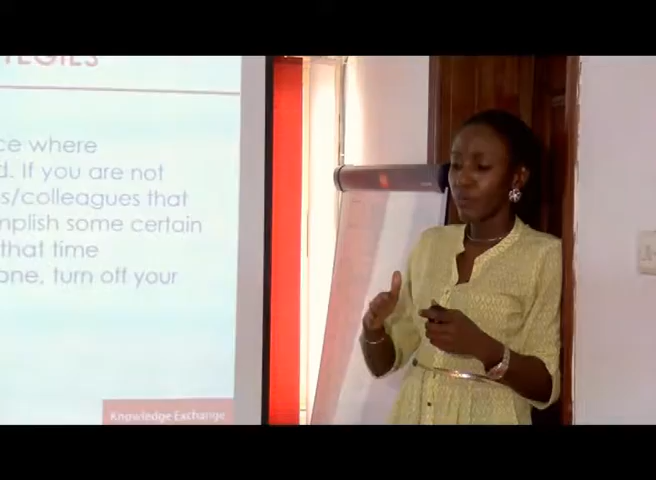 TEGIES
ce where
d. If you are not
s/colleagues that
nplish some certain
that time
one, turn off your
Knowledge Exchange